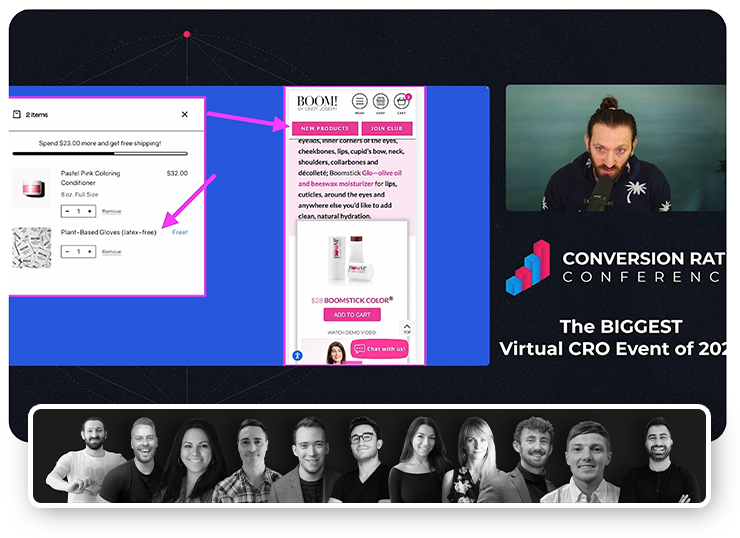 2 items
Spend $23.00 more and get free shipping!
Pastel Pink Coloring
Conditioner
$32.00
8 oz. Full Size
− 1 +
Remove
Plant-Based Gloves (latex-free)
Free!
− 1 +
Remove
BOOM!
BY CINDY JOSEPH
MENU
SHOP
CART
NEW PRODUCTS
JOIN CLUB
eyelids, inner corners of the eyes,
cheekbones, lips, cupid's bow, neck,
shoulders, collarbones and
décolleté; Boomstick
Glo—olive oil
and beeswax moisturizer for lips,
cuticles, around the eyes and
anywhere else you'd like to add
clean, natural hydration.
$28 BOOMSTICK COLOR®
ADD TO CART
WATCH DEMO VIDEO:
TOP
Chat with us!
CONVERSION RAT
CONFERENC
The BIGGEST
Virtual CRO Event of 202